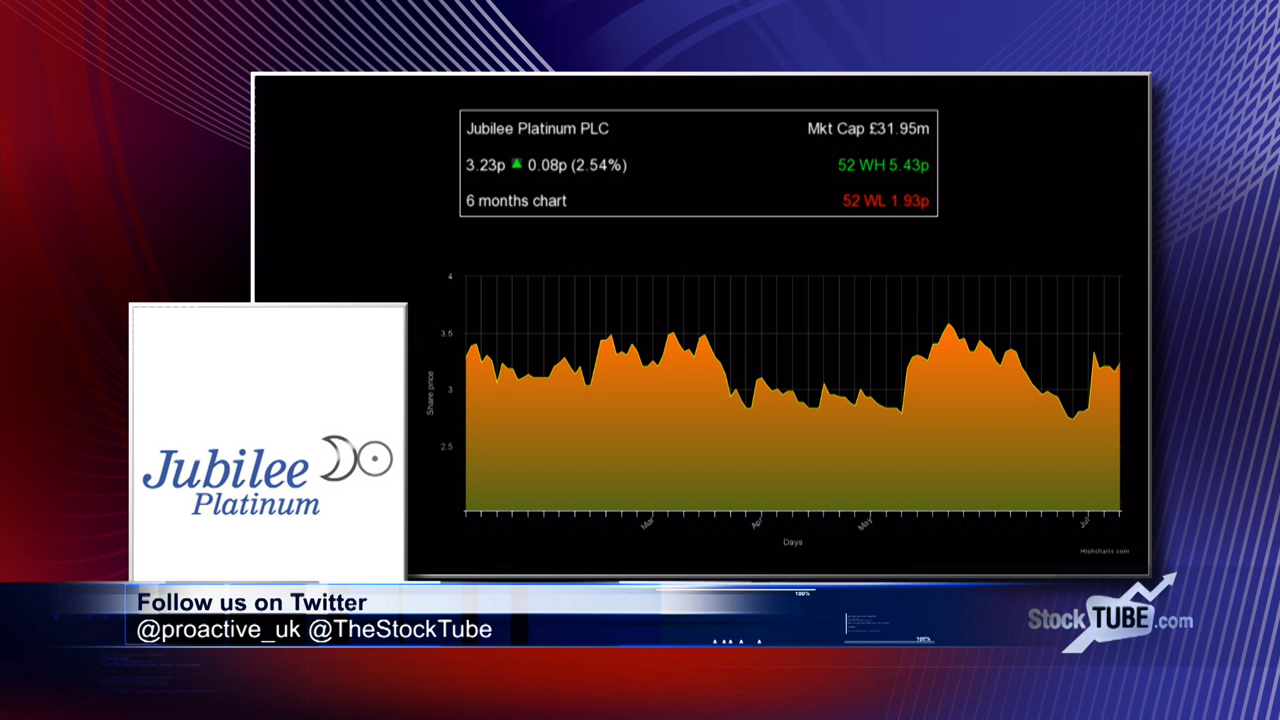 Jubilee Platinum PLC
Mkt Cap £31.95m
3.23p 0.08p (2.54%)
52 WH 5.43p
6 months chart
52 WL 1.93p
4
3.5
3
2.5
Share price
Mar
Apr
May
Jul
Days
Highcharts.com
Jubilee
Platinum
Follow us on Twitter
@proactive_uk @TheStockTube
100%
100%
StockTUBE.com